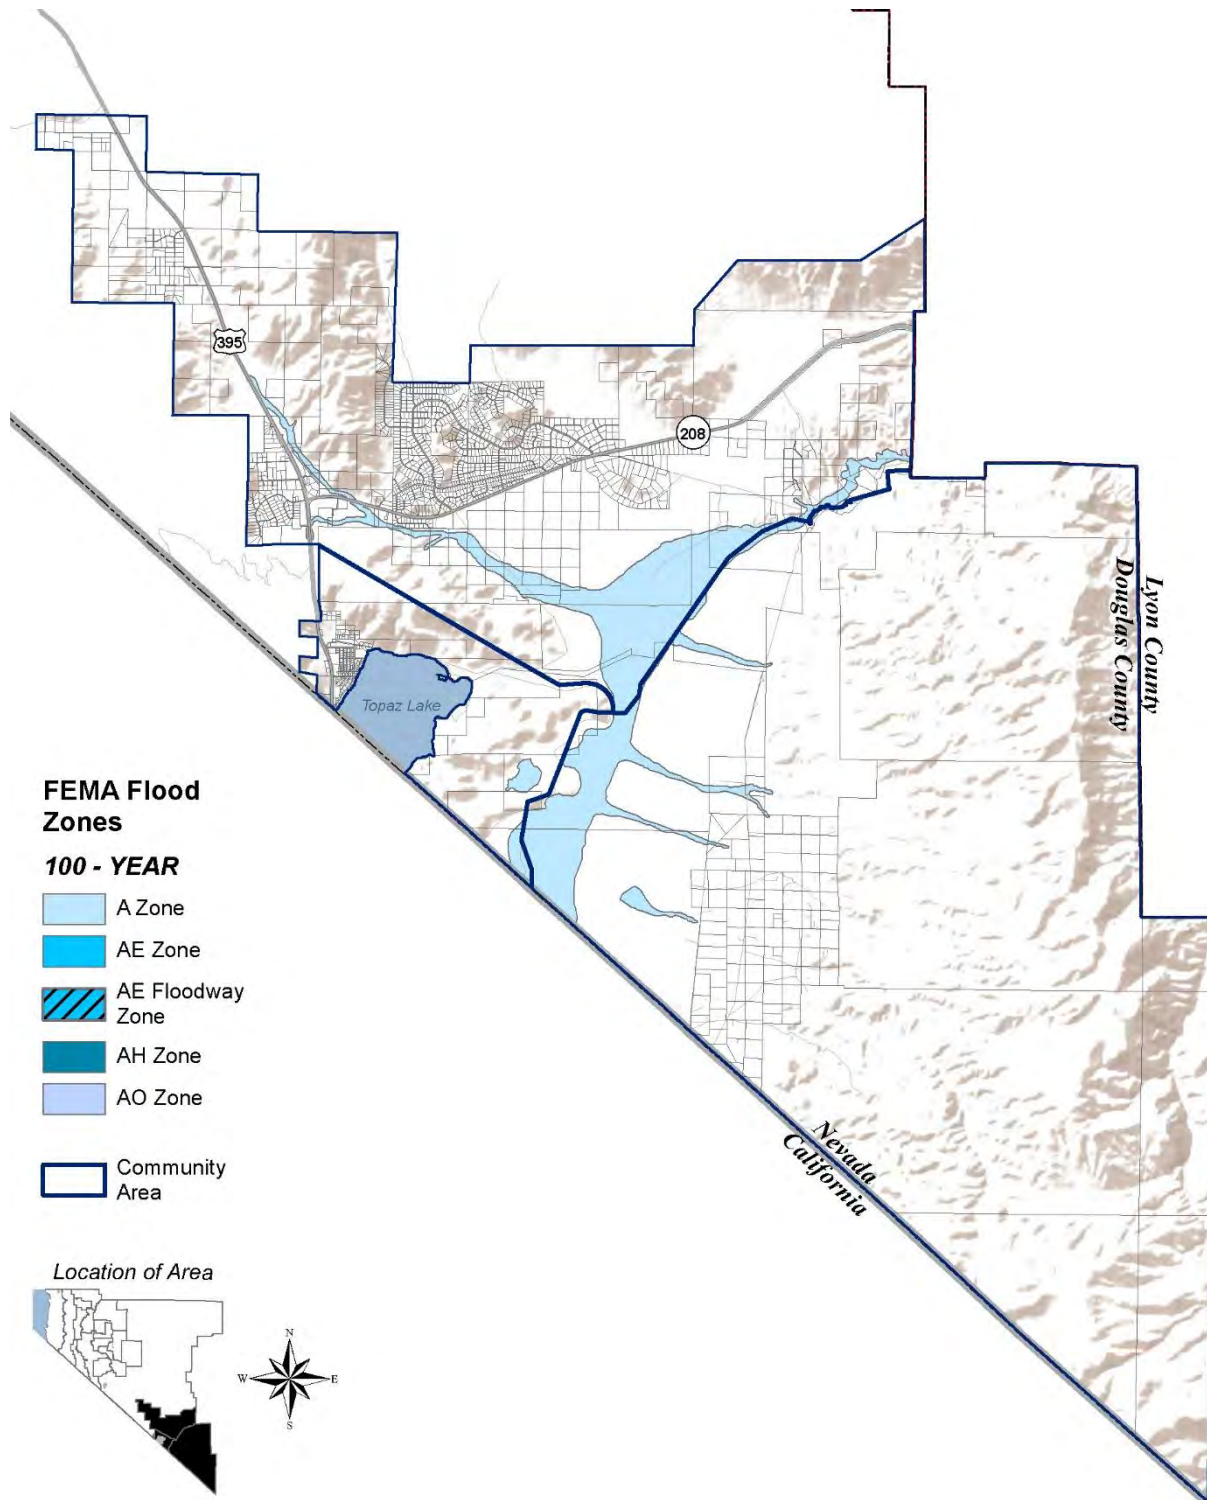 395
208
Lyon County
Douglas County
Topaz Lake
FEMA Flood
Zones
100 - YEAR
A Zone
AE Zone
AE Floodway
Zone
AH Zone
AO Zone
Community
Area
Nevada
California
Location of Area
N
W
E
S